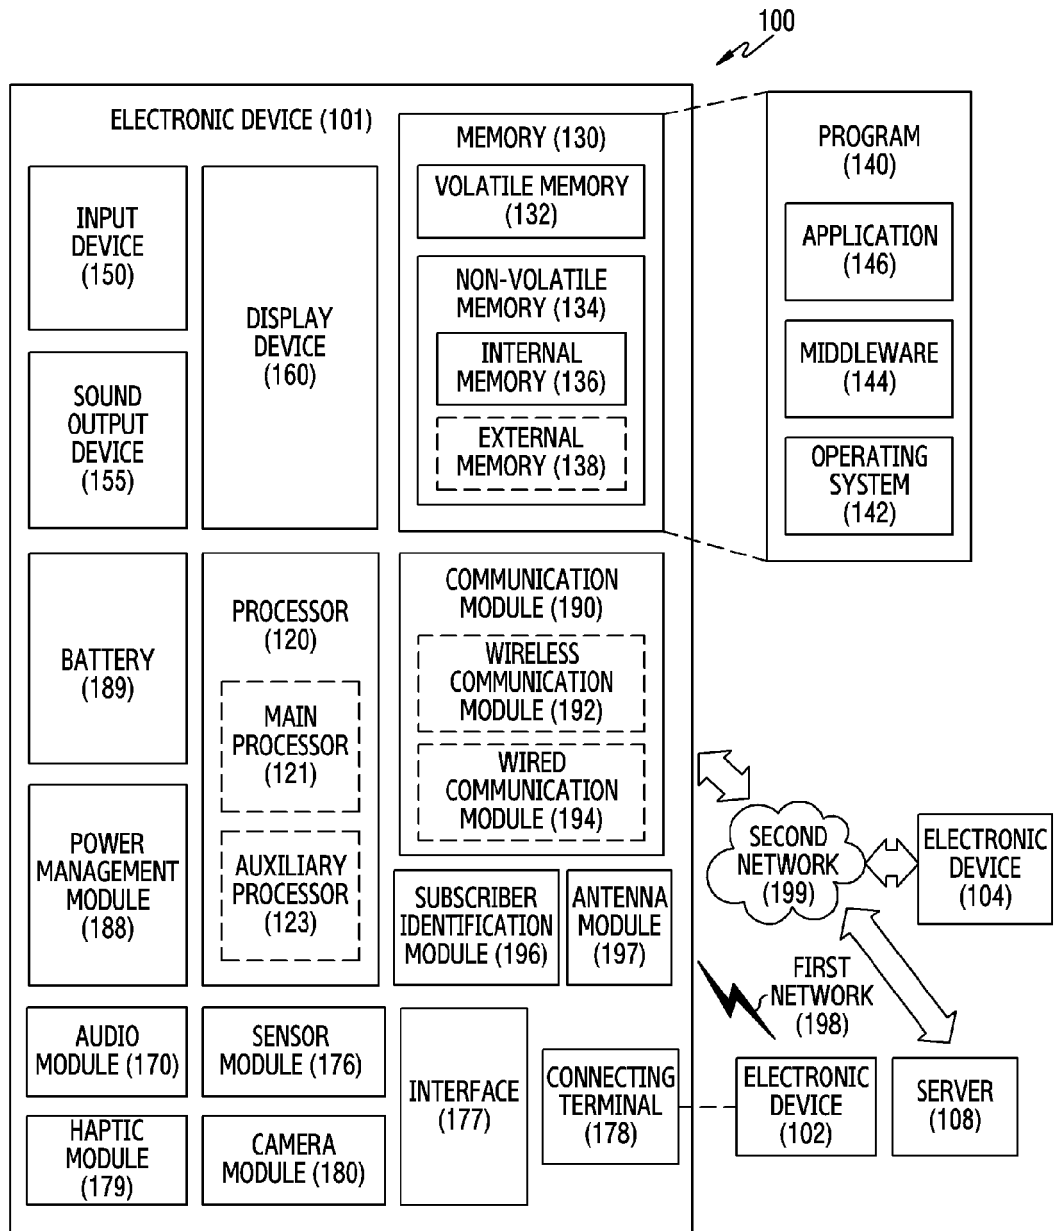 100
ELECTRONIC DEVICE (101)
INPUT
DEVICE
(150)
SOUND
OUTPUT
DEVICE
(155)
DISPLAY
DEVICE
(160)
MEMORY (130)
VOLATILE MEMORY
(132)
NON-VOLATILE
MEMORY (134)
INTERNAL
MEMORY (136)
EXTERNAL
MEMORY (138)
PROGRAM
(140)
APPLICATION
(146)
MIDDLEWARE
(144)
OPERATING
SYSTEM
(142)
BATTERY
(189)
POWER
MANAGEMENT
MODULE
(188)
PROCESSOR
(120)
MAIN
PROCESSOR
(121)
AUXILIARY
PROCESSOR
(123)
COMMUNICATION
MODULE (190)
WIRELESS
COMMUNICATION
MODULE (192)
WIRED
COMMUNICATION
MODULE (194)
SUBSCRIBER
IDENTIFICATION
MODULE (196)
ANTENNA
MODULE
(197)
SECOND
NETWORK
(199)
ELECTRONIC
DEVICE
(104)
FIRST
NETWORK
(198)
AUDIO
MODULE (170)
SENSOR
MODULE (176)
HAPTIC
MODULE
(179)
CAMERA
MODULE (180)
INTERFACE
(177)
CONNECTING
TERMINAL
(178)
ELECTRONIC
DEVICE
(102)
SERVER
(108)